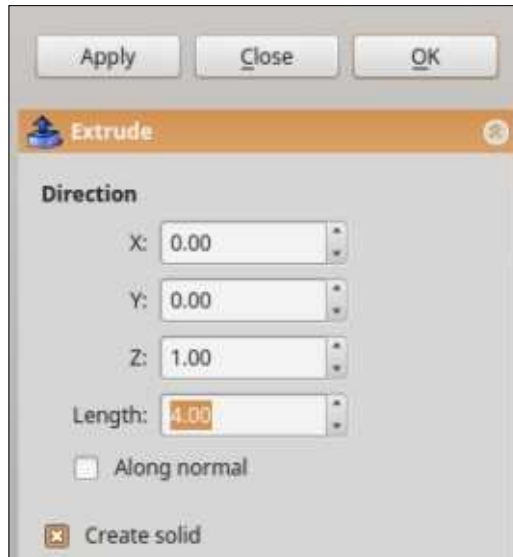 Apply Close OK
Extrude
Direction
X: 0.00
Y: 0.00
Z: 1.00
Length: 4.00
Along normal
Create solid